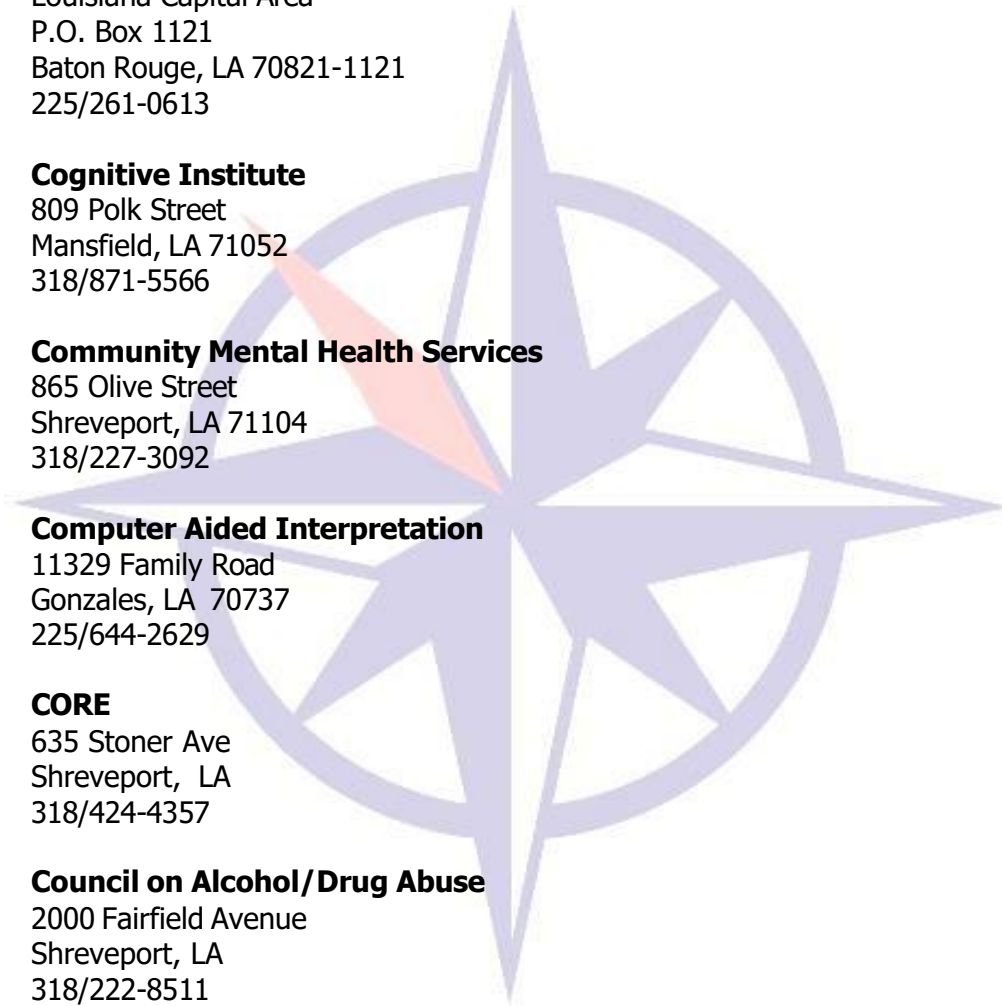 Louisiana Capital Area
P.O. Box 1121
Baton Rouge, LA 70821-1121
225/261-0613
Cognitive Institute
809 Polk Street
Mansfield, LA 71052
318/871-5566
Community Mental Health Services
865 Olive Street
Shreveport, LA 71104
318/227-3092
Computer Aided Interpretation
11329 Family Road
Gonzales, LA 70737
225/644-2629
CORE
635 Stoner Ave
Shreveport, LA
318/424-4357
Council on Alcohol/Drug Abuse
2000 Fairfield Avenue
Shreveport, LA
318/222-8511